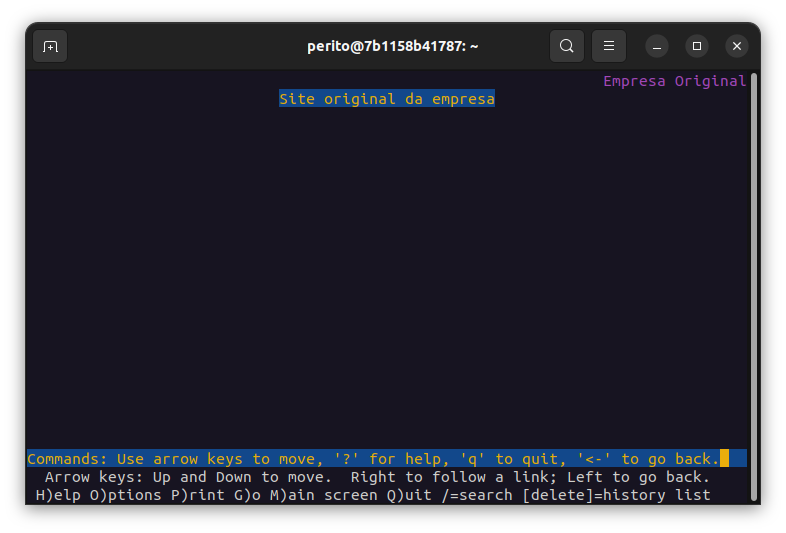 perito@7b1158b41787: ~
Empresa Original
Site original da empresa
Commands: Use arrow keys to move, '?' for help, 'q' to quit, '<-' to go back.
Arrow keys: Up and Down to move.  Right to follow a link; Left to go back.
H)elp O)ptions P)rint G)o M)ain screen Q)uit /=search [delete]=history list